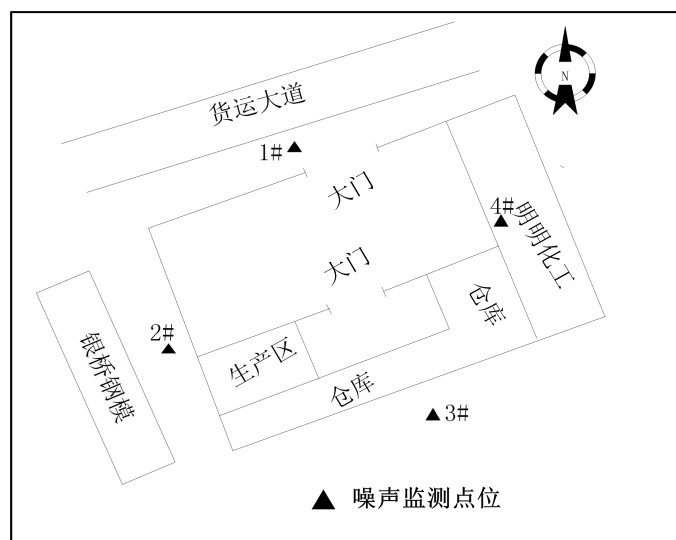 货运大道
N
1#
大门
4#
明明化工
大门
仓库
2#
生产区
银桥钢模
仓库
3#
噪声监测点位